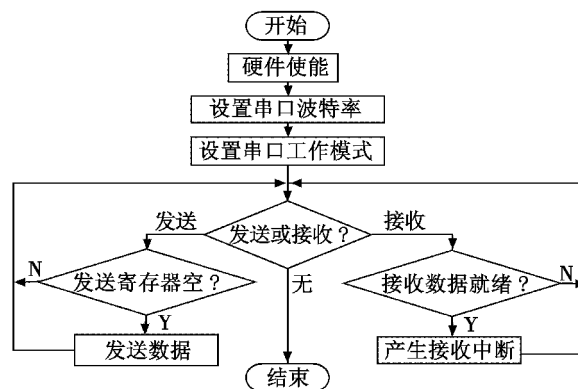 开始
硬件使能
设置串口波特率
设置串口工作模式
发送
发送或接收？
接收
N
发送寄存器空？
无
接收数据就绪？
N
Y
Y
发送数据
产生接收中断
结束